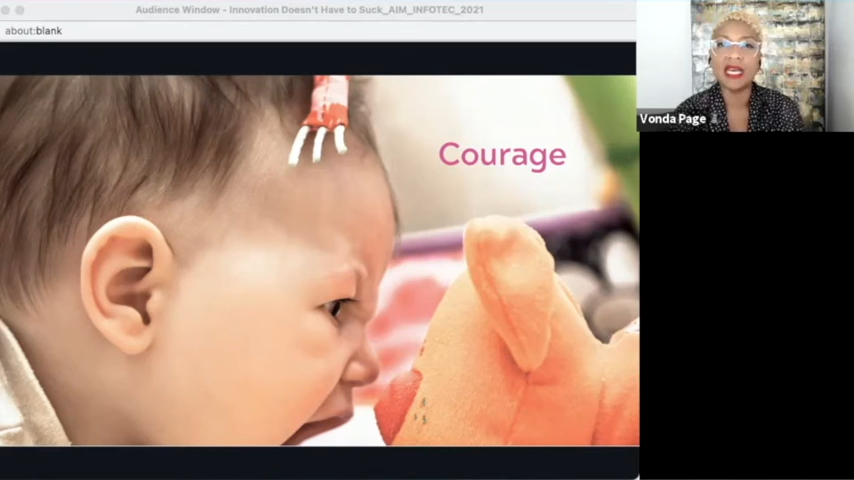 Audience Window - Innovation Doesn't Have to Suck_AIM_INFOTEC_2021
about:blank
Courage
Vonda Page